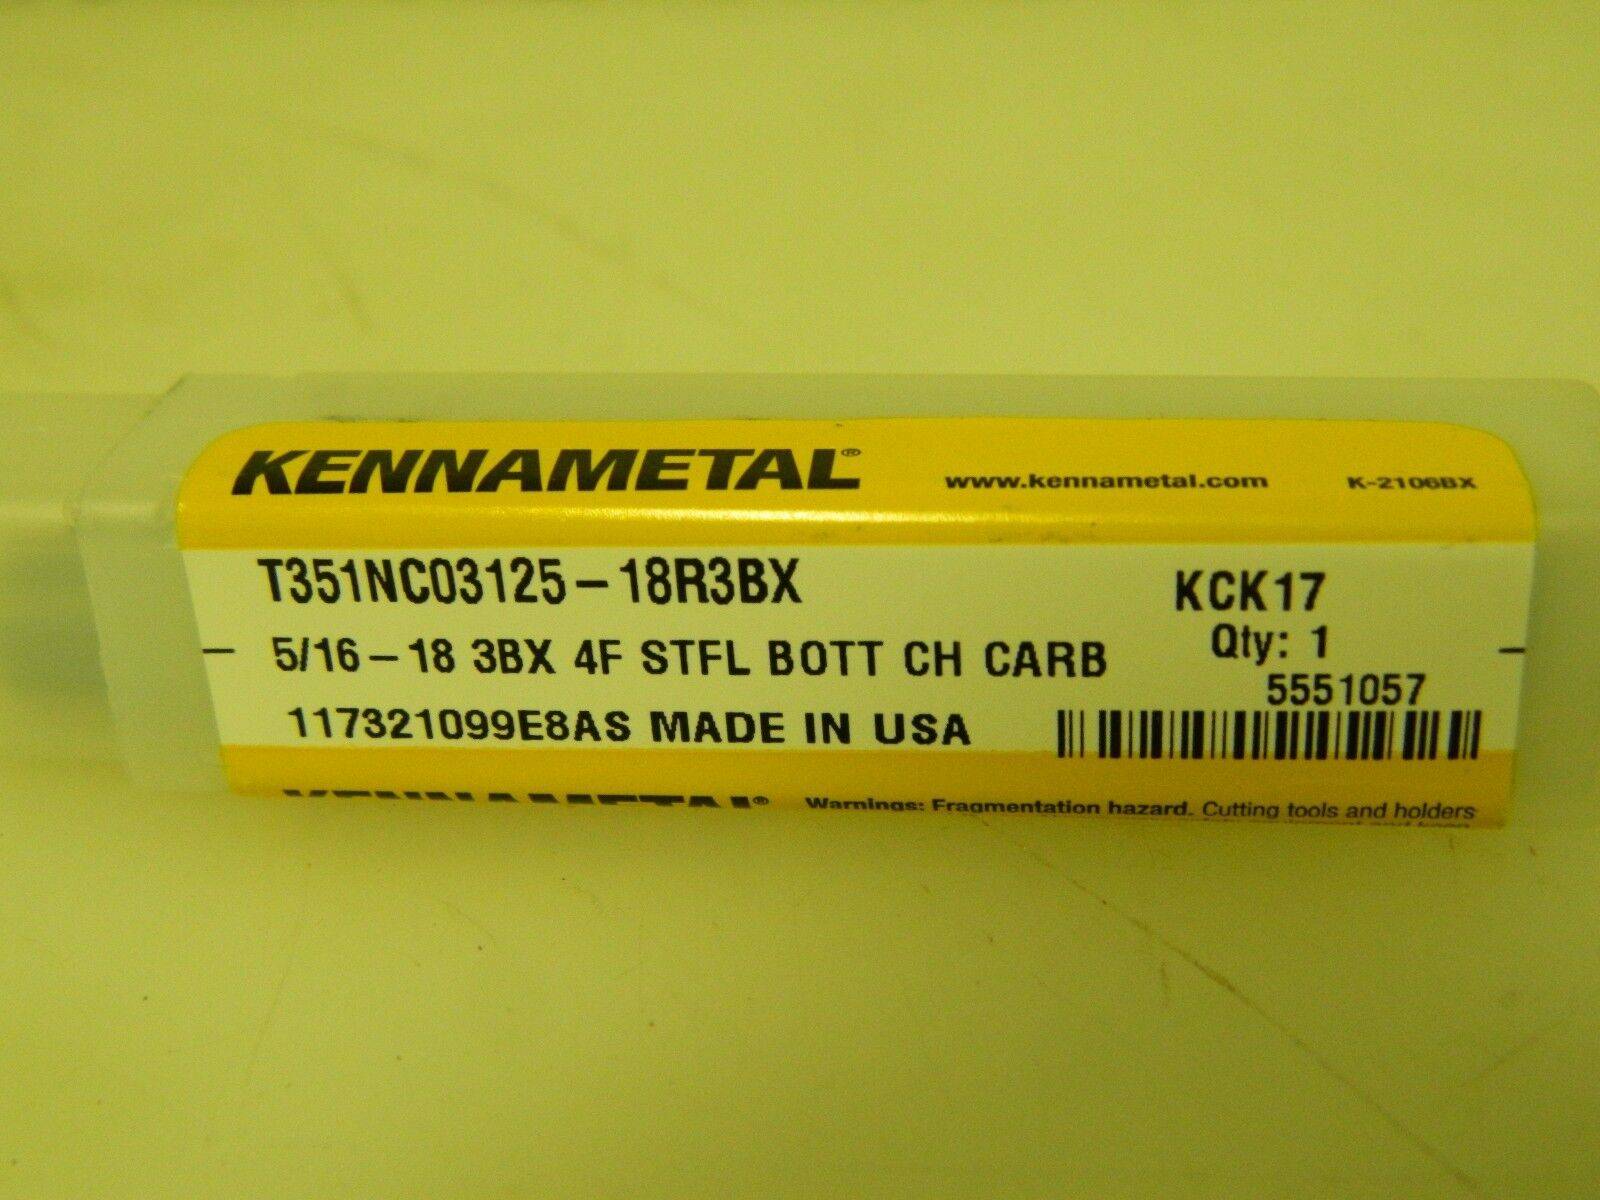 KENNAMETAL® www.kennametal.com K-2106BX
T351NC03125-18R3BX KCK17
5/16-18 3BX 4F STFL BOTT CH CARB Qty: 1
5551057
117321099E8AS MADE IN USA
KENNAMETAL® Warnings: Fragmentation hazard. Cutting tools and holders